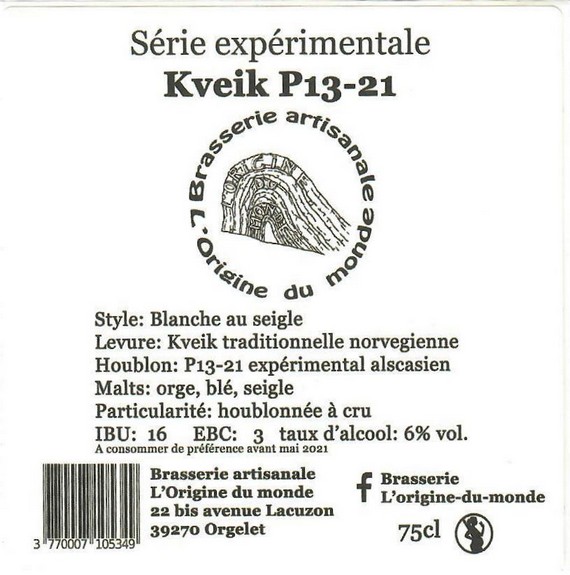 Série expérimentale
Kveik P13-21
Brasserie artisanale
L'Origine du monde
L'ORIGINE
DU
Style: Blanche au seigle
Levure: Kveik traditionnelle norvegienne
Houblon: P13-21 expérimental alscasien
Malts: orge, blé, seigle
Particularité: houblonnée à cru
IBU: 16 EBC: 3 taux d'alcool: 6% vol.
A consommer de préférence avant mai 2021
Brasserie artisanale
L'Origine du monde
22 bis avenue Lacuzon
39270 Orgelet
f Brasserie
L'origine-du-monde
75cl
3 770007 105349